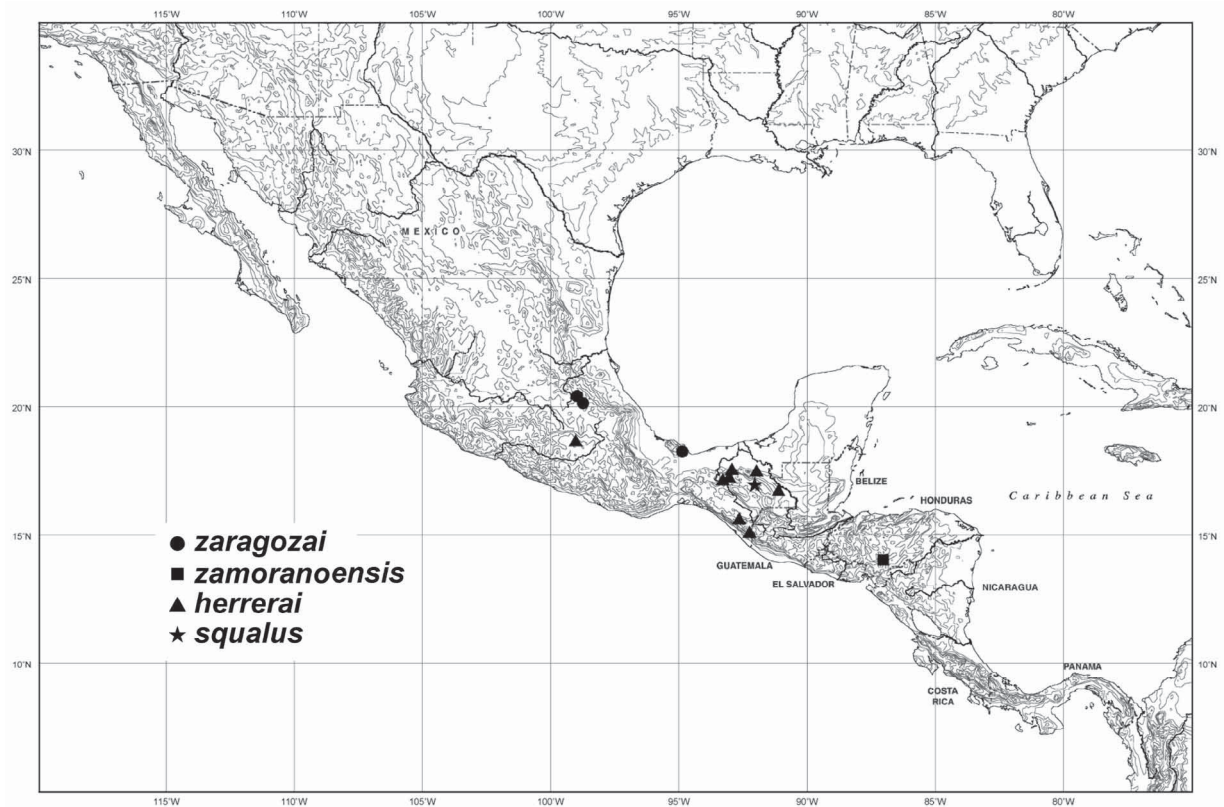 115°W 110°W 105°W 100°W 95°W 90°W 85°W 80°W
30°N 30°N
MEXICO
25°N 25°N
20°N 20°N
BELIZE
Caribbean Sea
HONDURAS
15°N 15°N
GUATEMALA
EL SALVADOR
NICARAGUA
zaragozai
zamoranoensis
herrerai
squalus
10°N 10°N
PANAMA
COSTA
RICA
115°W 110°W 105°W 100°W 95°W 90°W 85°W 80°W